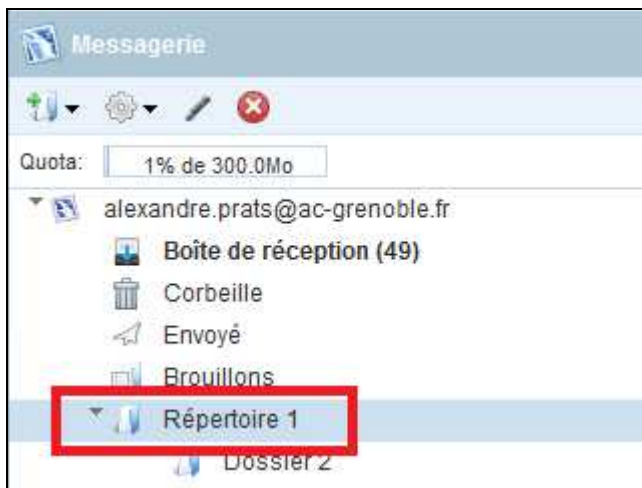 Messagerie
Quota: 1% de 300.0Mo
alexandre.prats@ac-grenoble.fr
Boîte de réception (49)
Corbeille
Envoyé
Brouillons
Répertoire 1
Dossier 2